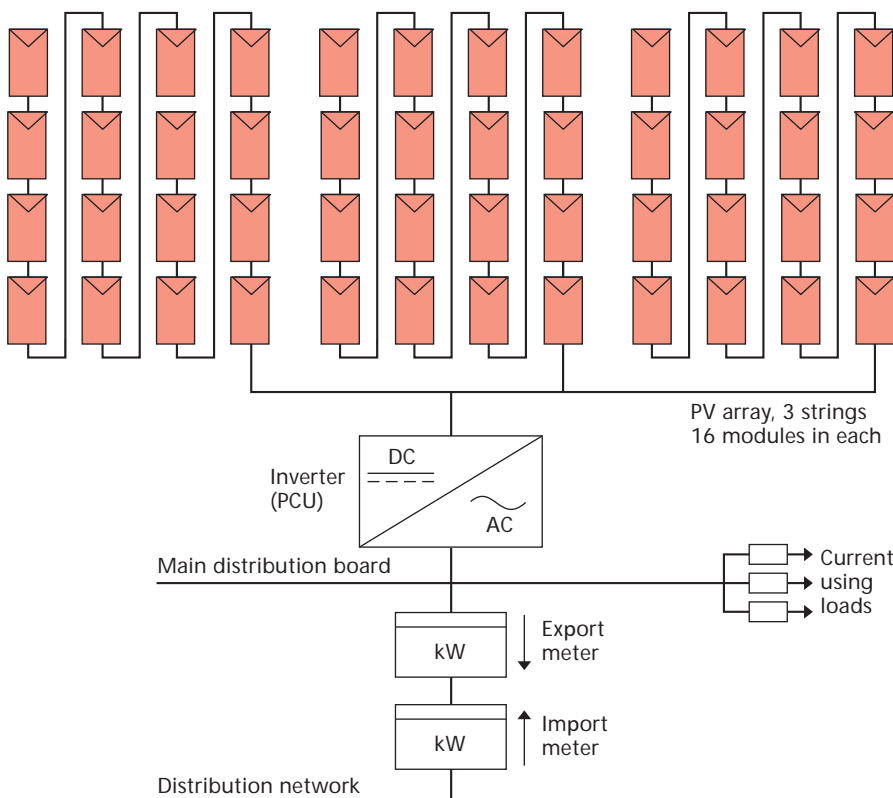 PV array, 3 strings
16 modules in each
Inverter
(PCU)
DC
AC
Main distribution board
Current
using
loads
kW
Export
meter
kW
Import
meter
Distribution network